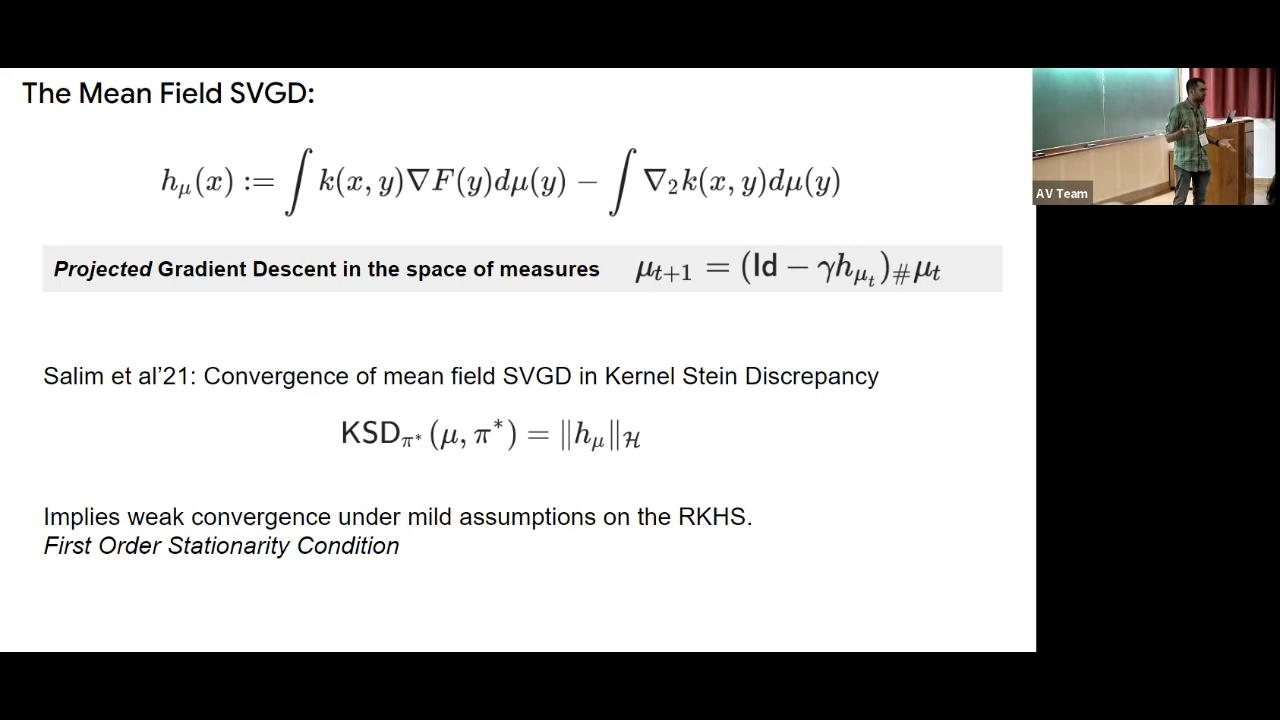 The Mean Field SVGD:
h_μ(x) := ∫ k(x, y)∇F(y)dμ(y) − ∫ ∇₂k(x, y)dμ(y)
Projected Gradient Descent in the space of measures μ_{t+1} = (Id − γh_{μ_t})_# μ_t
Salim et al’21: Convergence of mean field SVGD in Kernel Stein Discrepancy
KSD_{π*}(μ, π*) = ‖h_μ‖_ℋ
Implies weak convergence under mild assumptions on the RKHS.
First Order Stationarity Condition
AV Team